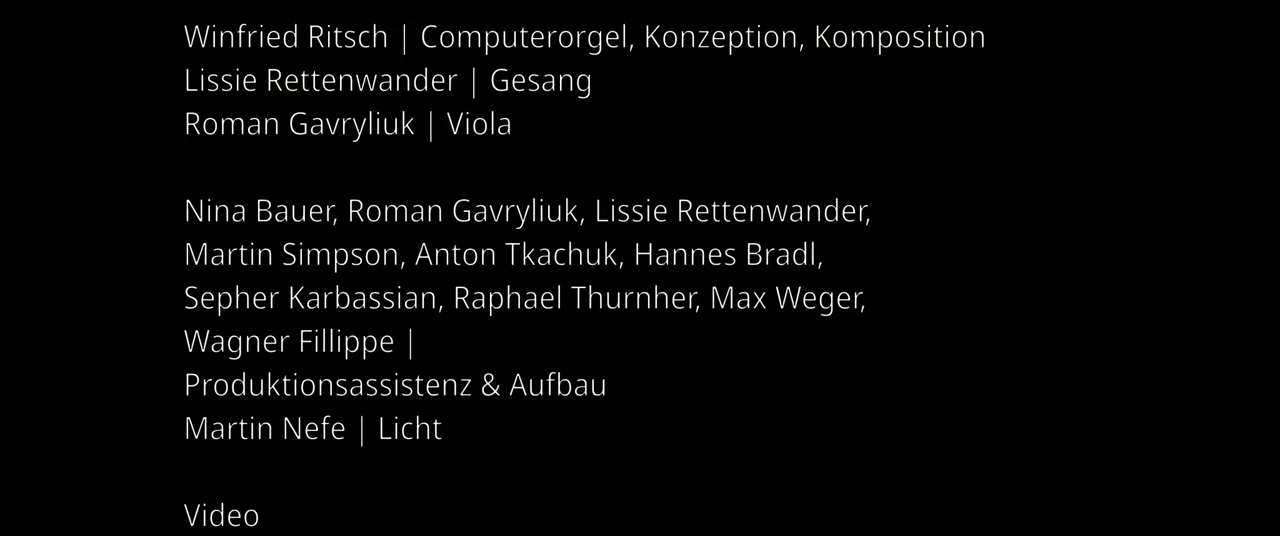 Winfried Ritsch | Computerorgel, Konzeption, Komposition
Lissie Rettenwander | Gesang
Roman Gavryliuk | Viola
Nina Bauer, Roman Gavryliuk, Lissie Rettenwander,
Martin Simpson, Anton Tkachuk, Hannes Bradl,
Sepher Karbassian, Raphael Thurnher, Max Weger,
Wagner Fillippe |
Produktionsassistenz & Aufbau
Martin Nefe | Licht
Video